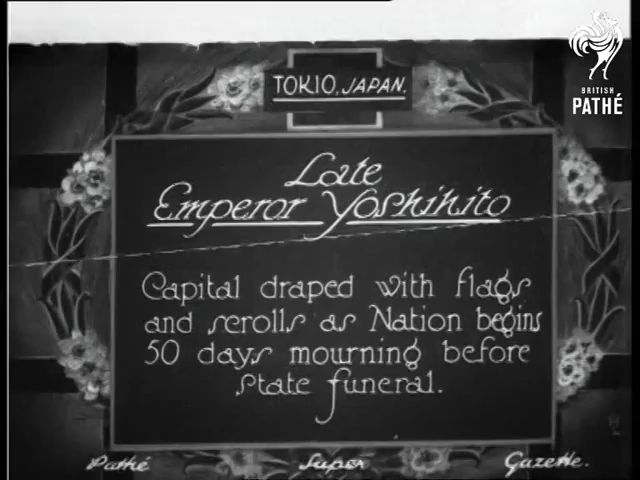 BRITISH
PATHÉ
TOKIO, JAPAN.
Late
Emperor Yoshihito
Capital draped with flags
and scrolls as Nation begins
50 days mourning before
State funeral.
Pathé Super Gazette.